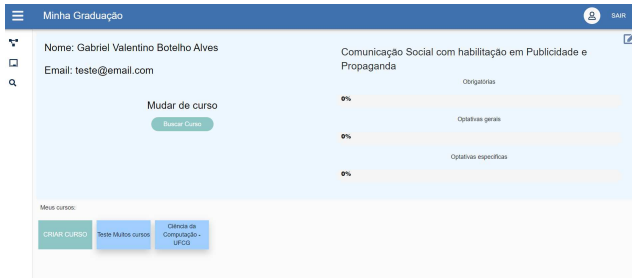 Minha Graduação
SAIR
Nome: Gabriel Valentino Botelho Alves
Email: teste@email.com
Mudar de curso
Buscar Curso
Comunicação Social com habilitação em Publicidade e
Propaganda
Obrigatórias
0%
Optativas gerais
0%
Optativas específicas
0%
Meus cursos:
CRIAR CURSO
Teste Muitos cursos
Ciência da
Computação -
UFCG